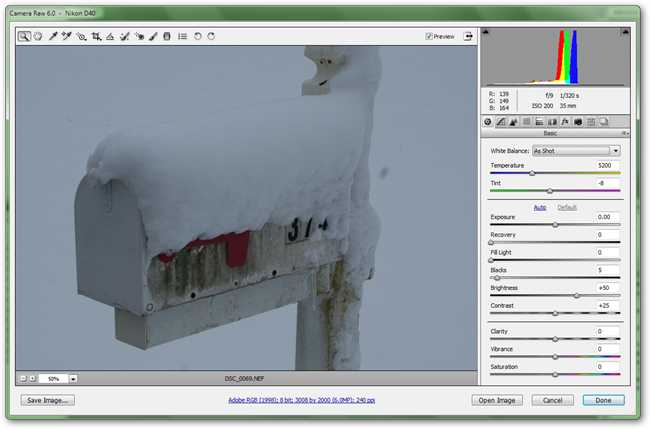 Camera Raw 6.0 - Nikon D40
Preview
R: 139
G: 149
B: 164
f/9 1/320 s
ISO 200 35 mm
fx
Basic
White Balance: As Shot
Temperature 5200
Tint -8
Auto Default
Exposure 0.00
Recovery 0
Fill Light 0
Blacks 5
Brightness +50
Contrast +25
Clarity 0
Vibrance 0
Saturation 0
314
50% DSC_0069.NEF
Save Image... Adobe RGB (1998); 8 bit; 3008 by 2000 (6.0MP); 240 ppi Open Image Cancel Done